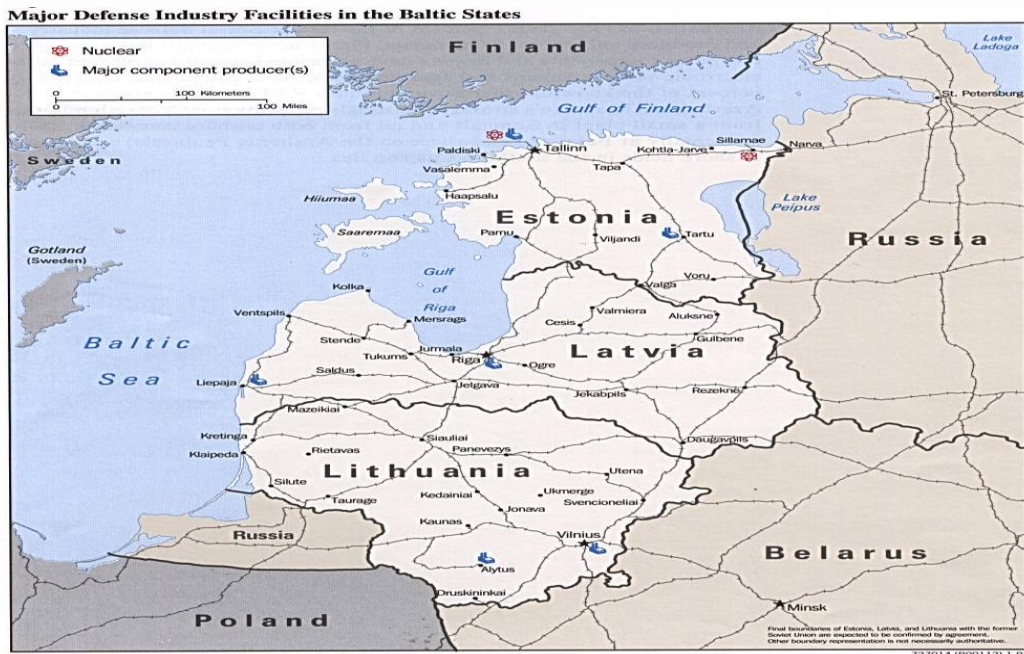 Major Defense Industry Facilities in the Baltic States
Nuclear
Major component producer(s)
0 100 Kilometers
0 100 Miles
Finland
Lake
Ladoga
St. Petersburg
Gulf of Finland
Sweden
Paldiski
Tallinn
Kohtla-Jarve
Sillamae
Narva
Vasalemma
Tapa
Haapsalu
Hiiumaa
Estonia
Lake
Peipus
Saaremaa
Parnu
Viljandi
Tartu
Russia
Gotland
(Sweden)
Gulf
of
Riga
Voru
Valga
Kolka
Ventspils
Mersrags
Valmiera
Cesis
Aluksne
Baltic
Sea
Stende
Jurmala
Tukums
Riga
Ogre
Latvia
Gulbene
Liepaja
Saldus
Jelgava
Jekabpils
Rezekne
Mazeikiai
Kretinga
Siauliai
Daugavpils
Klaipeda
Rietavas
Panevezys
Lithuania
Utena
Silute
Taurage
Kedainiai
Ukmerge
Svencioneliai
Jonava
Kaunas
Vilnius
Russia
Alytus
Belarus
Druskininkai
Poland
Minsk
Final boundaries of Estonia, Latvia, and Lithuania with the former
Soviet Union are expected to be confirmed by agreement.
Other boundary representation is not necessarily authoritative.